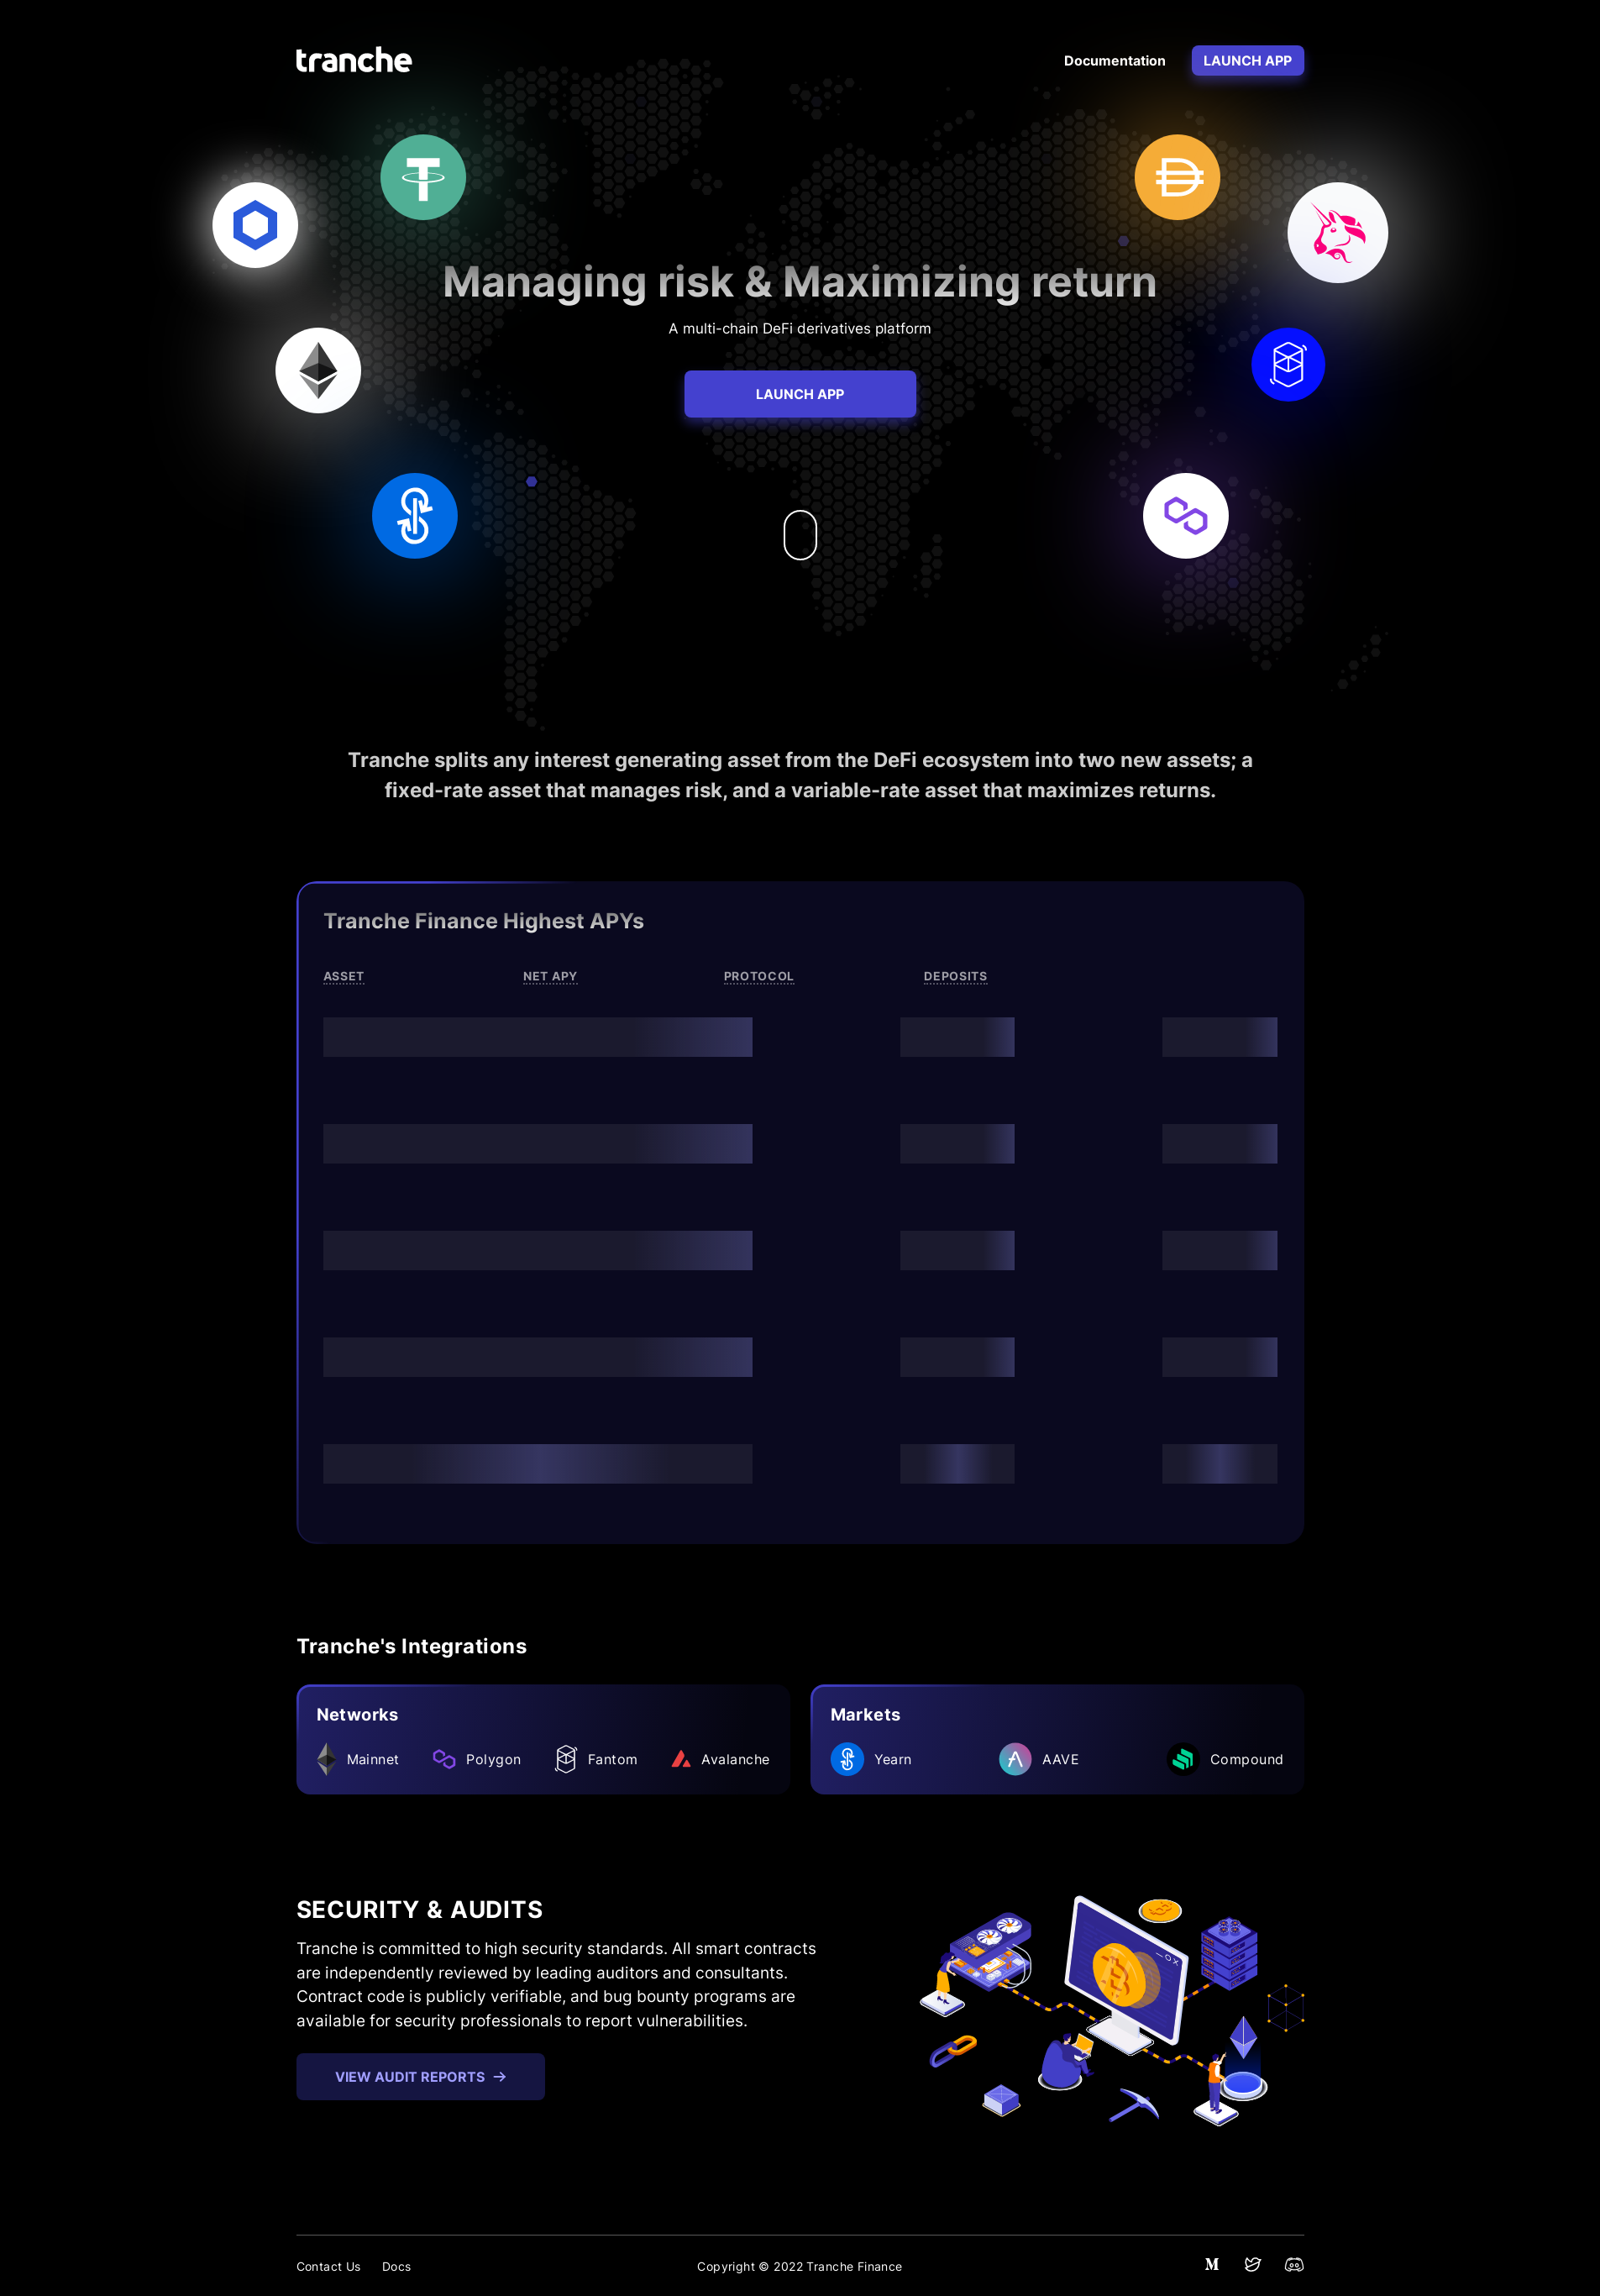 tranche
Documentation
LAUNCH APP
Managing risk & Maximizing return
A multi-chain DeFi derivatives platform
LAUNCH APP
Tranche splits any interest generating asset from the DeFi ecosystem into two new assets; a
fixed-rate asset that manages risk, and a variable-rate asset that maximizes returns.
Tranche Finance Highest APYs
ASSET NET APY PROTOCOL DEPOSITS
Tranche's Integrations
Networks
Mainnet Polygon Fantom Avalanche
Markets
Yearn AAVE Compound
SECURITY & AUDITS
Tranche is committed to high security standards. All smart contracts
are independently reviewed by leading auditors and consultants.
Contract code is publicly verifiable, and bug bounty programs are
available for security professionals to report vulnerabilities.
VIEW AUDIT REPORTS →
Contact Us Docs Copyright © 2022 Tranche Finance